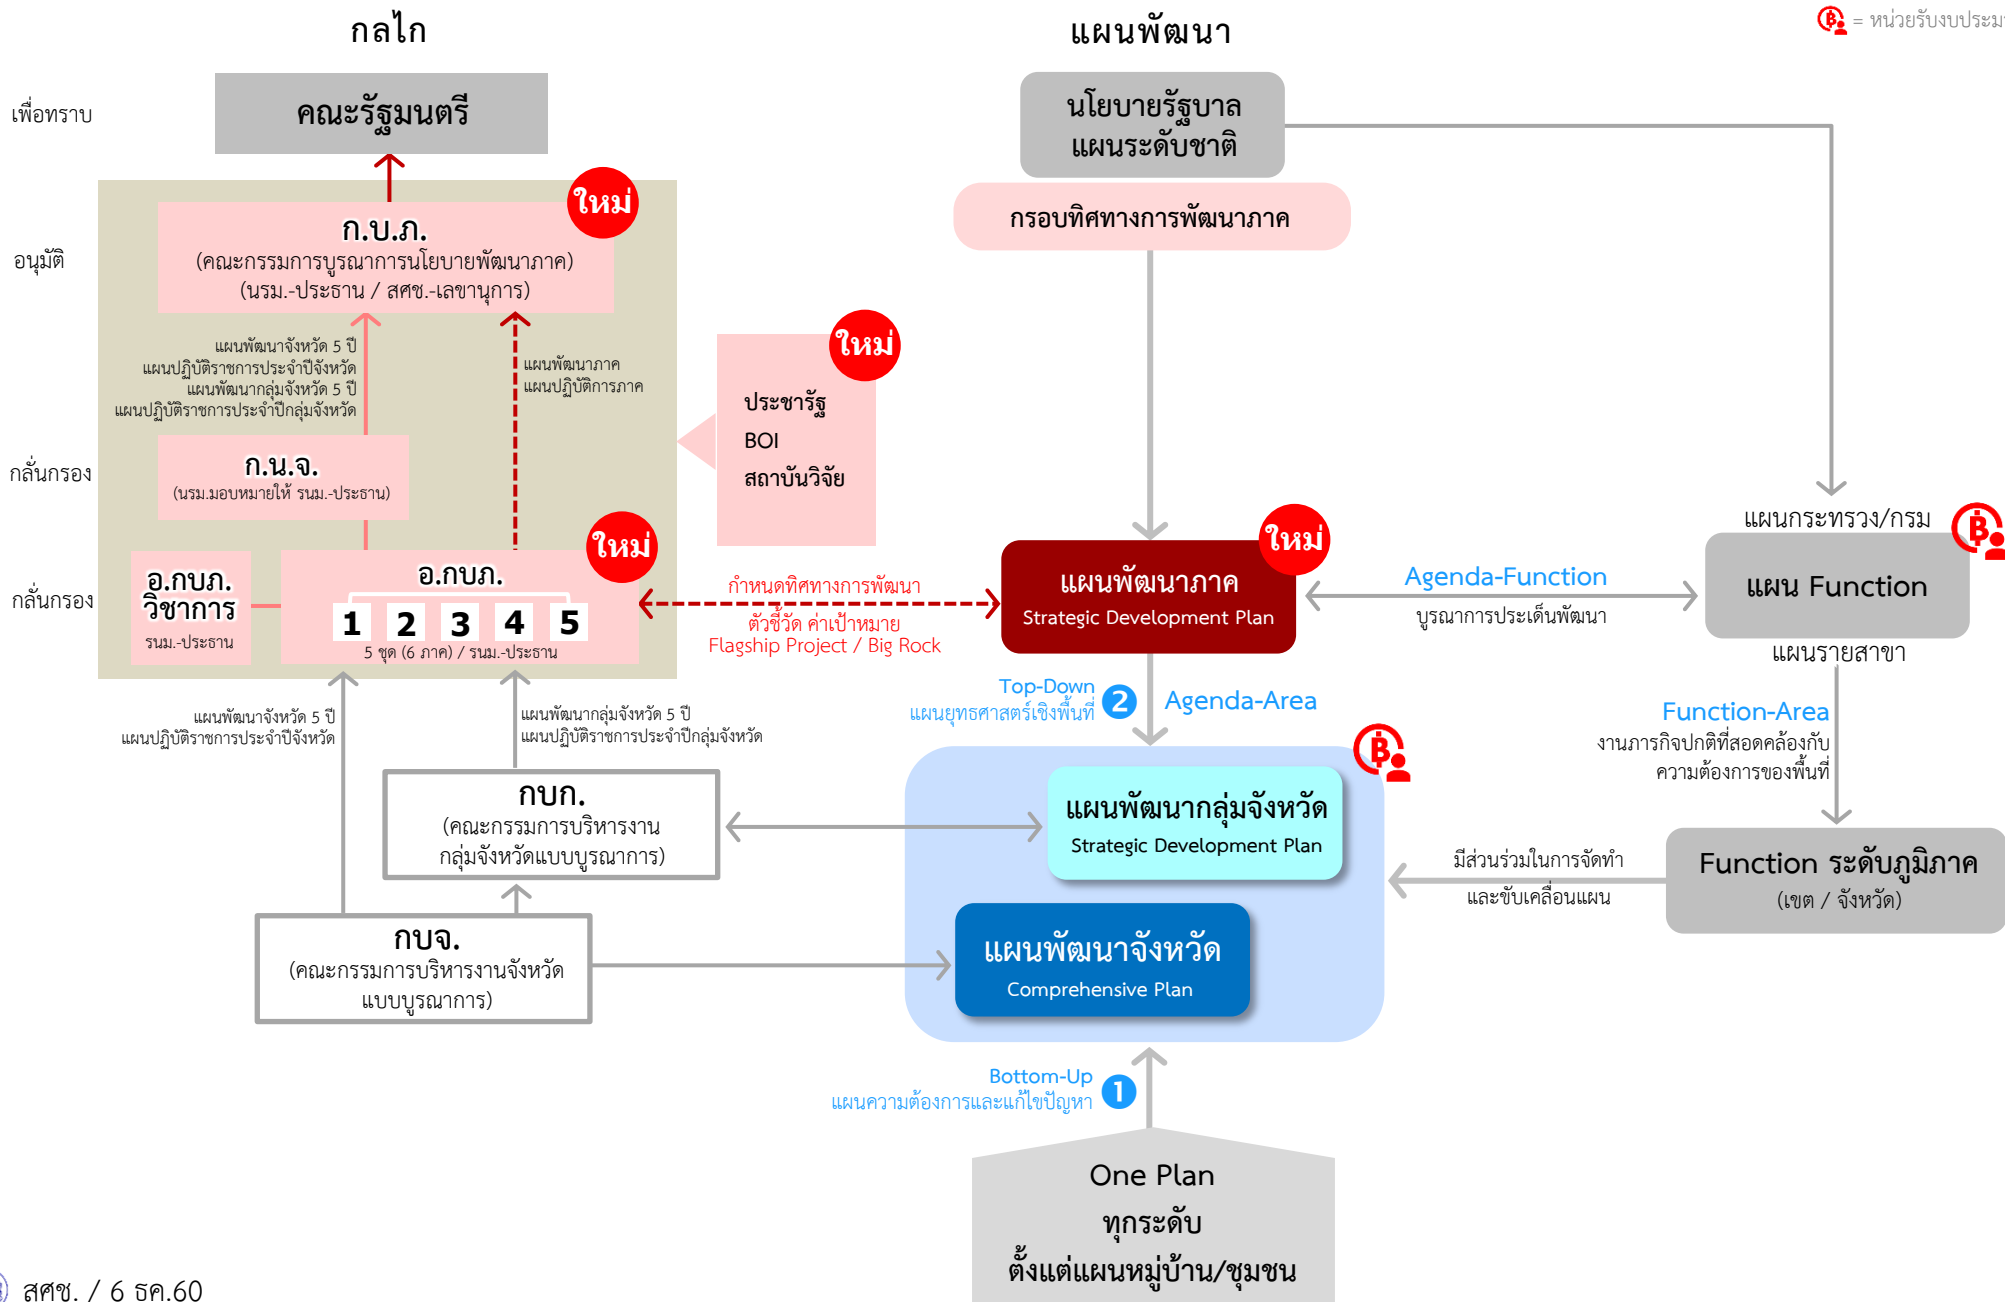 กลไก
แผนพัฒนา
= หน่วยรับงบประม
เพื่อทราบ
คณะรัฐมนตรี
นโยบายรัฐบาล
แผนระดับชาติ
กรอบทิศทางการพัฒนาภาค
อนุมัติ
ใหม่
ก.บ.ภ.
(คณะกรรมการบูรณาการนโยบายพัฒนาภาค)
(นรม.-ประธาน / สศช.-เลขานุการ)
แผนพัฒนาจังหวัด 5 ปี
แผนปฏิบัติราชการประจำปีจังหวัด
แผนพัฒนากลุ่มจังหวัด 5 ปี
แผนปฏิบัติราชการประจำปีกลุ่มจังหวัด
แผนพัฒนาภาค
แผนปฏิบัติการภาค
ใหม่
ประชารัฐ
BOI
สถาบันวิจัย
กลั่นกรอง
ก.น.จ.
(นรม.มอบหมายให้ รนม.-ประธาน)
กลั่นกรอง
อ.กบภ.
วิชาการ
รนม.-ประธาน
ใหม่
อ.กบภ.
1 2 3 4 5
5 ชุด (6 ภาค) / รนม.-ประธาน
กำหนดทิศทางการพัฒนา
ตัวชี้วัด ค่าเป้าหมาย
Flagship Project / Big Rock
ใหม่
แผนพัฒนาภาค
Strategic Development Plan
Agenda-Function
บูรณาการประเด็นพัฒนา
แผนกระทรวง/กรม
แผน Function
แผนรายสาขา
Top-Down
แผนยุทธศาสตร์เชิงพื้นที่
2
Agenda-Area
Function-Area
งานภารกิจปกติที่สอดคล้องกับ
ความต้องการของพื้นที่
แผนพัฒนาจังหวัด 5 ปี
แผนปฏิบัติราชการประจำปีจังหวัด
แผนพัฒนากลุ่มจังหวัด 5 ปี
แผนปฏิบัติราชการประจำปีกลุ่มจังหวัด
กบก.
(คณะกรรมการบริหารงาน
กลุ่มจังหวัดแบบบูรณาการ)
แผนพัฒนากลุ่มจังหวัด
Strategic Development Plan
มีส่วนร่วมในการจัดทำ
และขับเคลื่อนแผน
Function ระดับภูมิภาค
(เขต / จังหวัด)
กบจ.
(คณะกรรมการบริหารงานจังหวัด
แบบบูรณาการ)
แผนพัฒนาจังหวัด
Comprehensive Plan
Bottom-Up
แผนความต้องการและแก้ไขปัญหา
1
One Plan
ทุกระดับ
ตั้งแต่แผนหมู่บ้าน/ชุมชน
สศช. / 6 ธค.60